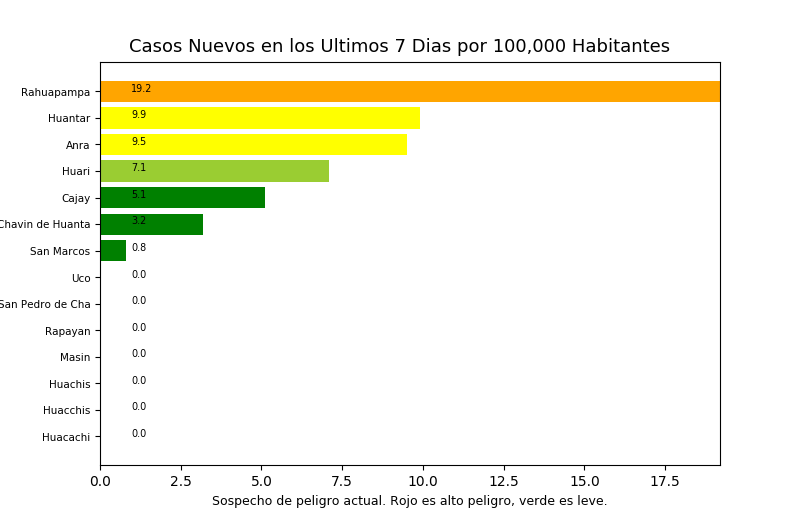 Casos Nuevos en los Ultimos 7 Dias por 100,000 Habitantes
Rahuapampa 19.2
Huantar 9.9
Anra 9.5
Huari 7.1
Cajay 5.1
Chavin de Huanta 3.2
San Marcos 0.8
Uco 0.0
San Pedro de Cha 0.0
Rapayan 0.0
Masin 0.0
Huachis 0.0
Huacchis 0.0
Huacachi 0.0
0.0 2.5 5.0 7.5 10.0 12.5 15.0 17.5
Sospecho de peligro actual. Rojo es alto peligro, verde es leve.